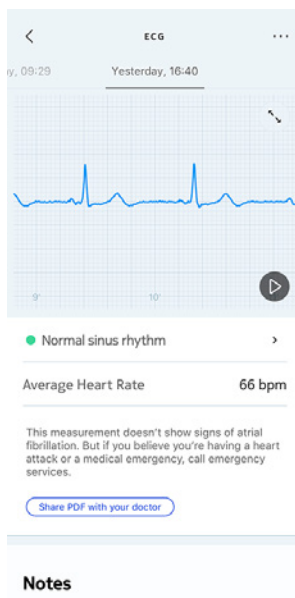 ECG
y, 09:29 Yesterday, 16:40
9' 10'
Normal sinus rhythm
Average Heart Rate 66 bpm
This measurement doesn't show signs of atrial
fibrillation. But if you believe you're having a heart
attack or a medical emergency, call emergency
services.
Share PDF with your doctor
Notes